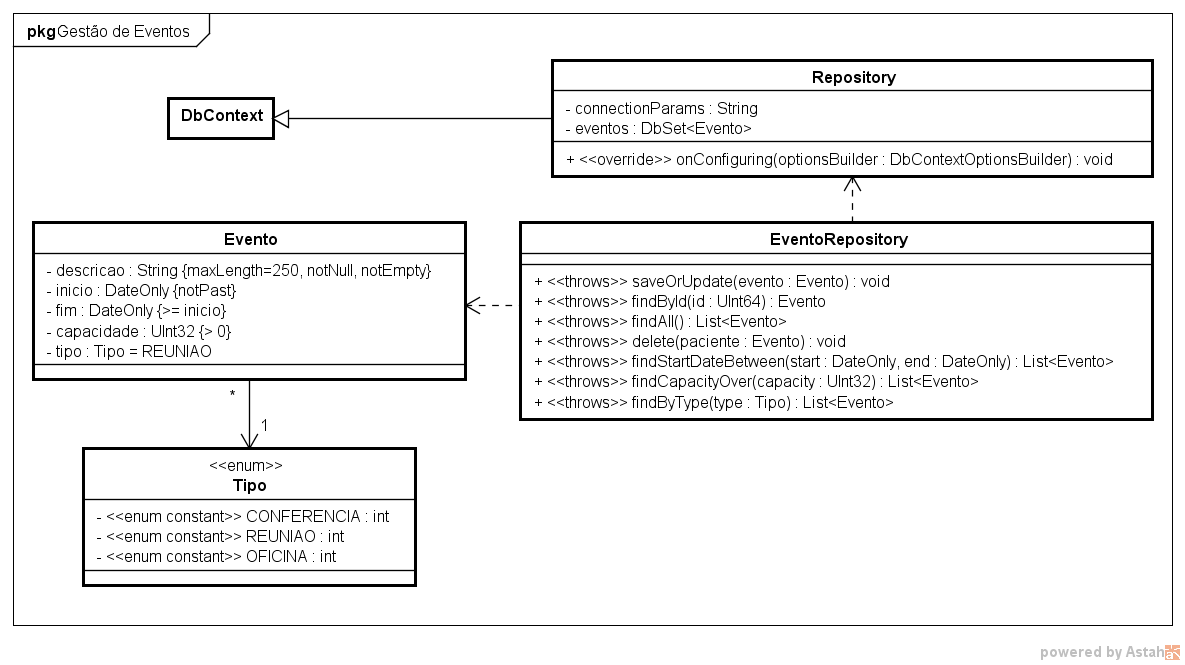 pkg Gestão de Eventos
DbContext
Repository
- connectionParams : String
- eventos : DbSet<Evento>
+ <<override>> onConfiguring(optionsBuilder : DbContextOptionsBuilder) : void
Evento
- descricao : String {maxLength=250, notNull, notEmpty}
- inicio : DateOnly {notPast}
- fim : DateOnly {>= inicio}
- capacidade : UInt32 {> 0}
- tipo : Tipo = REUNIAO
EventoRepository
+ <<throws>> saveOrUpdate(evento : Evento) : void
+ <<throws>> findById(id : UInt64) : Evento
+ <<throws>> findAll() : List<Evento>
+ <<throws>> delete(paciente : Evento) : void
+ <<throws>> findStartDateBetween(start : DateOnly, end : DateOnly) : List<Evento>
+ <<throws>> findCapacityOver(capacity : UInt32) : List<Evento>
+ <<throws>> findByType(type : Tipo) : List<Evento>
*
1
<<enum>>
Tipo
- <<enum constant>> CONFERENCIA : int
- <<enum constant>> REUNIAO : int
- <<enum constant>> OFICINA : int
powered by Astah